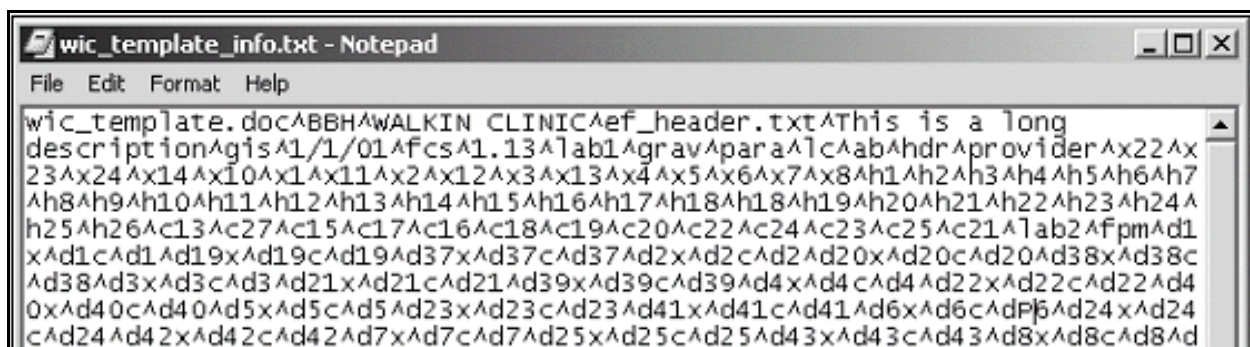 wic_template_info.txt - Notepad
File Edit Format Help
wic_template.doc^BBH^WALKIN CLINIC^ef_header.txt^This is a long
description^gis^1/1/01^fcs^1.13^lab1^grav^para^lc^ab^hdr^provider^x22^x
23^x24^x14^x10^x1^x11^x2^x12^x3^x13^x4^x5^x6^x7^x8^h1^h2^h3^h4^h5^h6^h7
^h8^h9^h10^h11^h12^h13^h14^h15^h16^h17^h18^h18^h19^h20^h21^h22^h23^h24^
h25^h26^c13^c27^c15^c17^c16^c18^c19^c20^c22^c24^c23^c25^c21^lab2^fpm^d1
x^d1c^d1^d19x^d19c^d19^d37x^d37c^d37^d2x^d2c^d2^d20x^d20c^d20^d38x^d38c
^d38^d3x^d3c^d3^d21x^d21c^d21^d39x^d39c^d39^d4x^d4c^d4^d22x^d22c^d22^d4
0x^d40c^d40^d5x^d5c^d5^d23x^d23c^d23^d41x^d41c^d41^d6x^d6c^dP6^d24x^d24
c^d24^d42x^d42c^d42^d7x^d7c^d7^d25x^d25c^d25^d43x^d43c^d43^d8x^d8c^d8^d